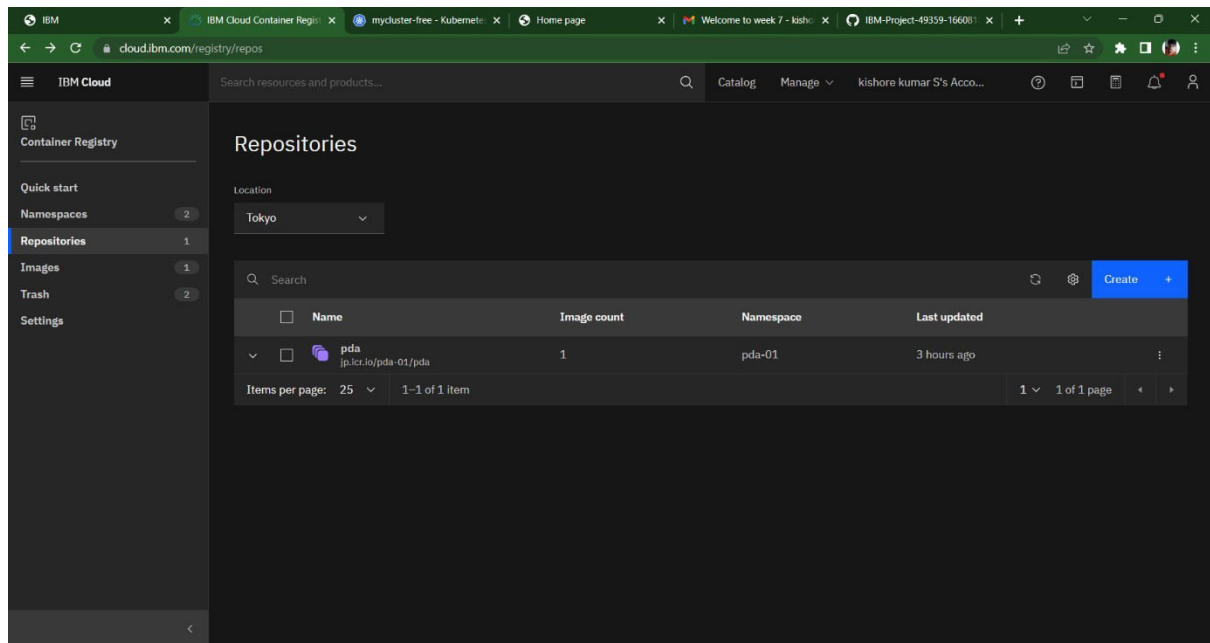 IBM
IBM Cloud Container Regist
mycluster-free - Kubernete
Home page
Welcome to week 7 - kisho
IBM-Project-49359-16608
cloud.ibm.com/registry/repos
IBM Cloud
Search resources and products...
Catalog
Manage
kishore kumar S's Acco...
Container Registry
Quick start
Namespaces 2
Repositories 1
Images 1
Trash 2
Settings
Repositories
Location
Tokyo
Search
Create +
Name Image count Namespace Last updated
pda
jp.icr.io/pda-01/pda
1 pda-01 3 hours ago
Items per page: 25 1–1 of 1 item 1 1 of 1 page